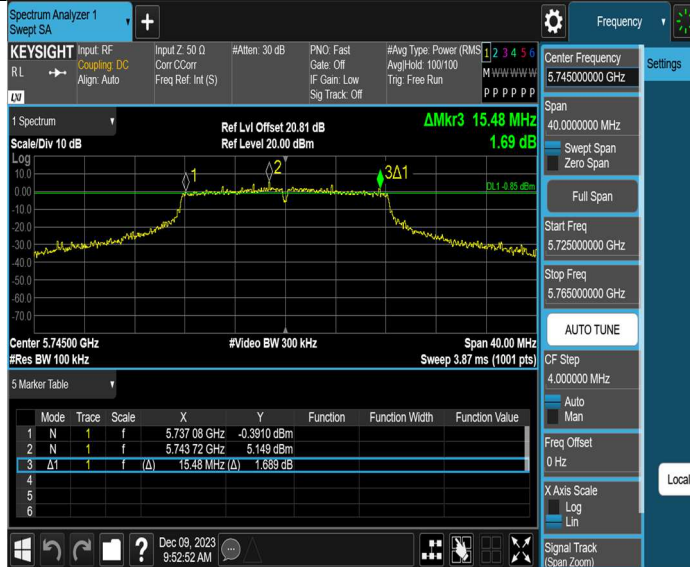 Spectrum Analyzer 1
Swept SA
+
Frequency
KEYSIGHT
Input: RF
Coupling: DC
Align: Auto
Input Z: 50 Ω
Corr CCorr
Freq Ref: Int (S)
#Atten: 30 dB
PNO: Fast
Gate: Off
IF Gain: Low
Sig Track: Off
#Avg Type: Power (RMS
Avg|Hold: 100/100
Trig: Free Run
1 2 3 4 5 6
M W W W W W
P P P P P P
RL
LXI
1 Spectrum
Scale/Div 10 dB
Ref Lvl Offset 20.81 dB
Ref Level 20.00 dBm
ΔMkr3 15.48 MHz
1.69 dB
Log
10.0
0.00
-10.0
-20.0
-30.0
-40.0
-50.0
-60.0
-70.0
1
2
3Δ1
DL1 -0.85 dBm
Center 5.74500 GHz
#Res BW 100 kHz
#Video BW 300 kHz
Span 40.00 MHz
Sweep 3.87 ms (1001 pts)
5 Marker Table
Mode Trace Scale X Y Function Function Width Function Value
1 N 1 f 5.737 08 GHz -0.3910 dBm
2 N 1 f 5.743 72 GHz 5.149 dBm
3 Δ1 1 f (Δ) 15.48 MHz (Δ) 1.689 dB
4
5
6
?
Dec 09, 2023
9:52:52 AM
Center Frequency
5.745000000 GHz
Span
40.0000000 MHz
Swept Span
Zero Span
Full Span
Start Freq
5.725000000 GHz
Stop Freq
5.765000000 GHz
AUTO TUNE
CF Step
4.000000 MHz
Auto
Man
Freq Offset
0 Hz
X Axis Scale
Log
Lin
Signal Track
(Span Zoom)
Settings
Local